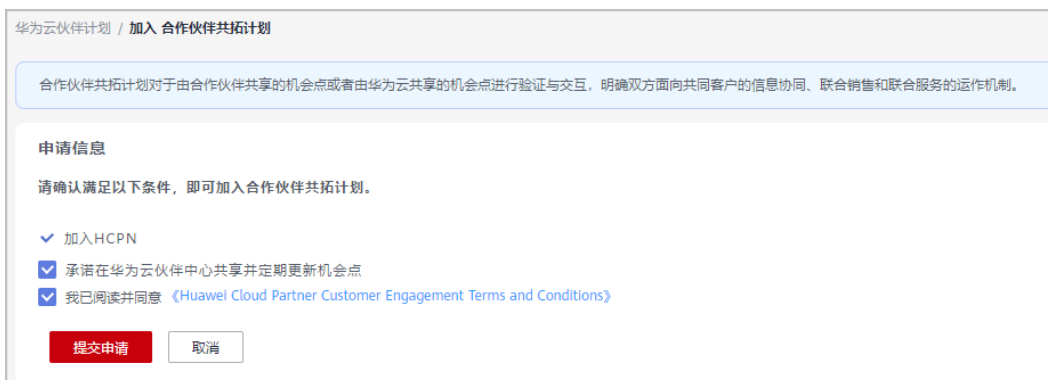 华为云伙伴计划 / 加入 合作伙伴共拓计划
合作伙伴共拓计划对于由合作伙伴共享的机会点或者由华为云共享的机会点进行验证与交互，明确双方面向共同客户的信息协同、联合销售和联合服务的运作机制。
申请信息
请确认满足以下条件，即可加入合作伙伴共拓计划。
加入HCPN
承诺在华为云伙伴中心共享并定期更新机会点
我已阅读并同意 《Huawei Cloud Partner Customer Engagement Terms and Conditions》
提交申请 取消